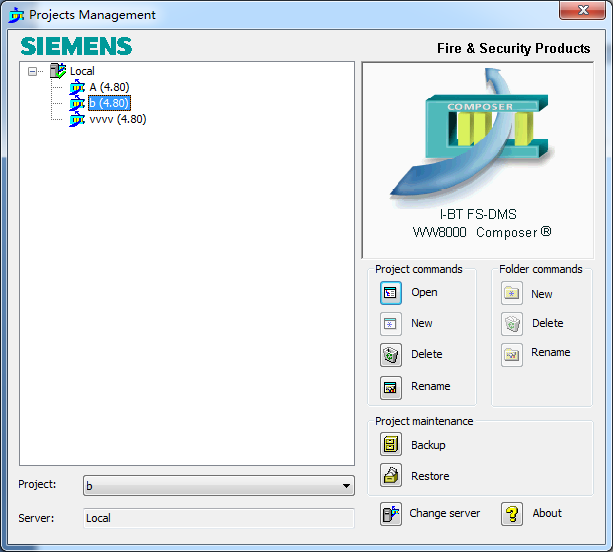 Projects Management
SIEMENS
Fire & Security Products
Local
A (4.80)
b (4.80)
vvvv (4.80)
COMPOSER
I-BT FS-DMS
WW8000 Composer ®
Project commands
Open
New
Delete
Rename
Folder commands
New
Delete
Rename
Project maintenance
Backup
Restore
Project:
b
Server:
Local
Change server
About